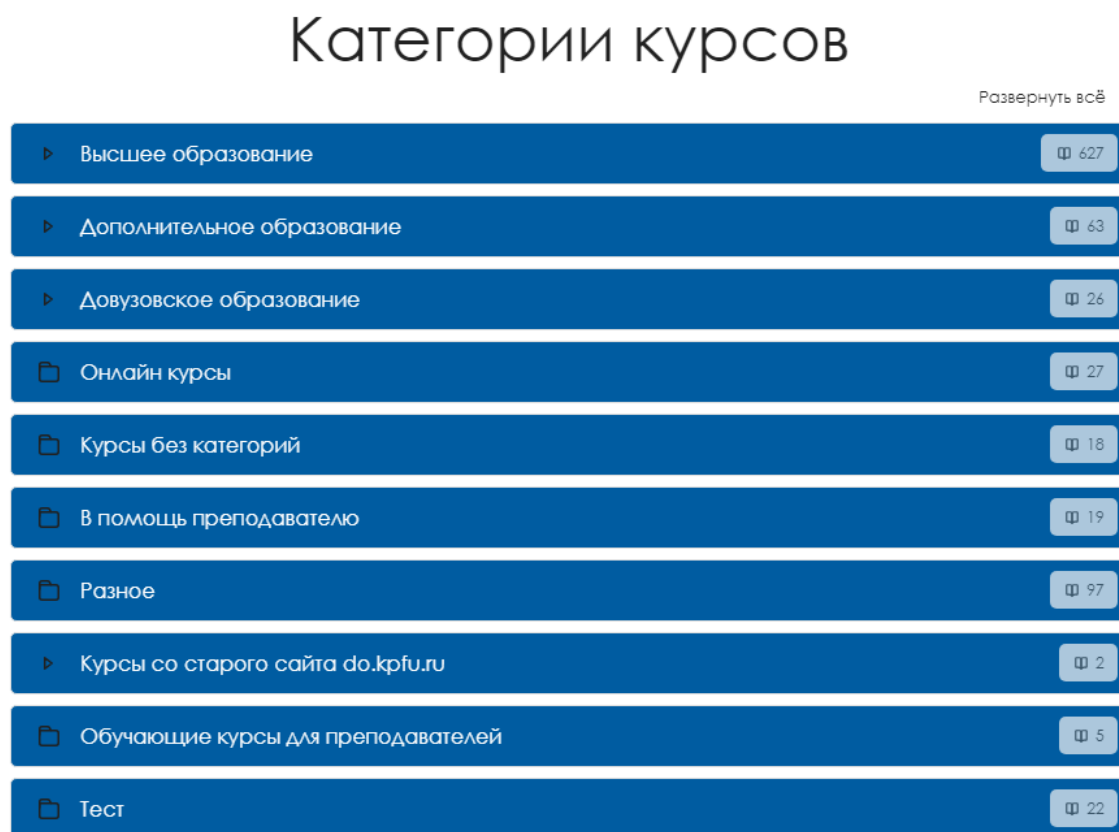 Категории курсов
Развернуть всё
Высшее образование 627
Дополнительное образование 63
Довузовское образование 26
Онлайн курсы 27
Курсы без категорий 18
В помощь преподавателю 19
Разное 97
Курсы со старого сайта do.kpfu.ru 2
Обучающие курсы для преподавателей 5
Тест 22